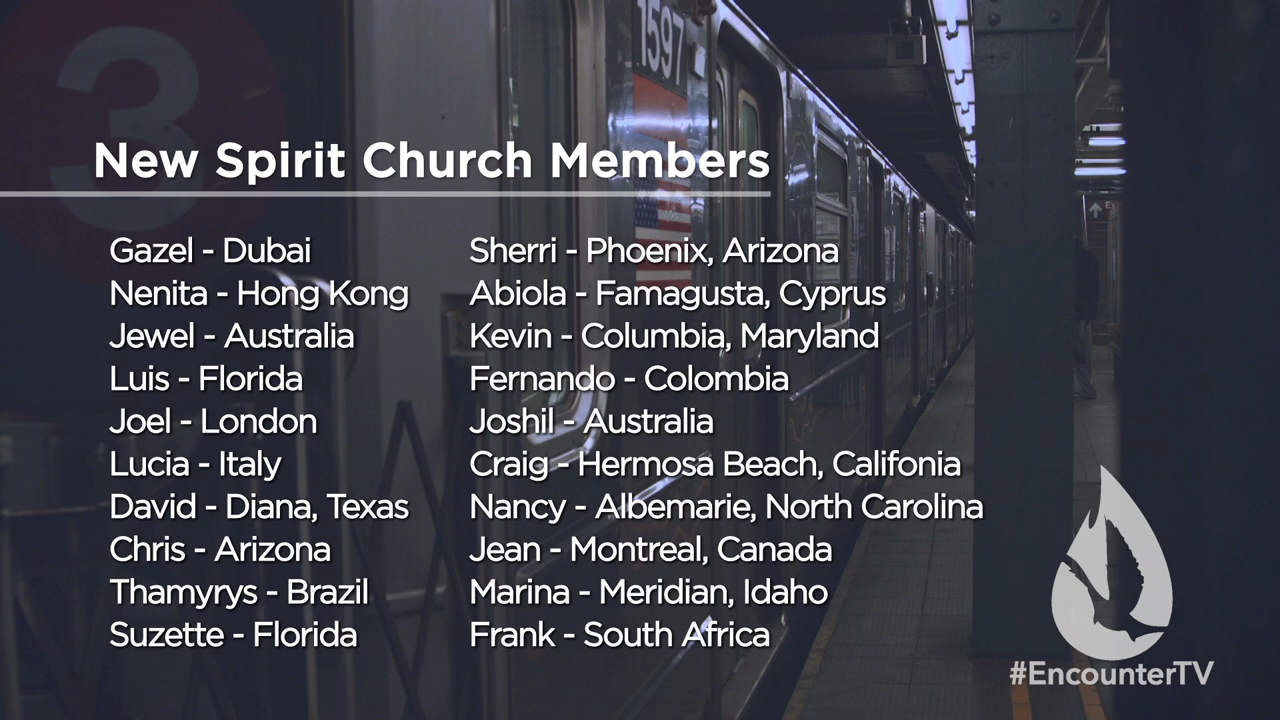 3
1597
New Spirit Church Members
Gazel - Dubai
Nenita - Hong Kong
Jewel - Australia
Luis - Florida
Joel - London
Lucia - Italy
David - Diana, Texas
Chris - Arizona
Thamyrys - Brazil
Suzette - Florida
Sherri - Phoenix, Arizona
Abiola - Famagusta, Cyprus
Kevin - Columbia, Maryland
Fernando - Colombia
Joshil - Australia
Craig - Hermosa Beach, Califonia
Nancy - Albemarie, North Carolina
Jean - Montreal, Canada
Marina - Meridian, Idaho
Frank - South Africa
#EncounterTV